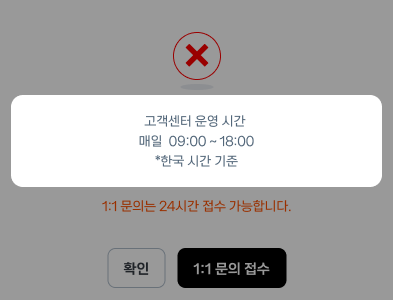 고객센터 운영 시간
매일 09:00 ~ 18:00
*한국 시간 기준
1:1 문의는 24시간 접수 가능합니다.
확인
1:1 문의 접수